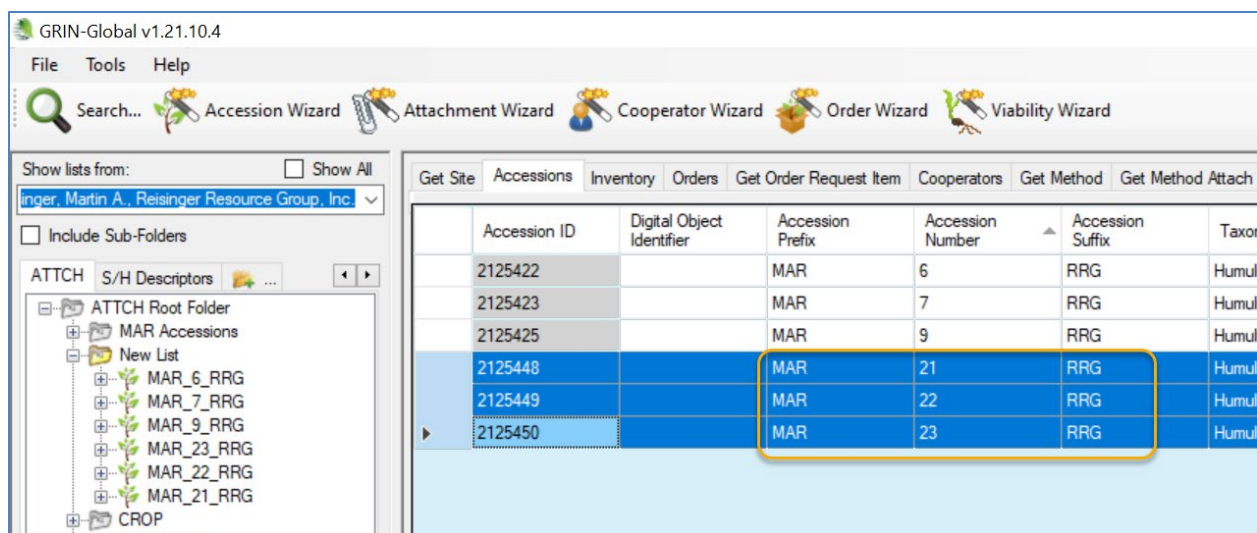 GRIN-Global v1.21.10.4
File Tools Help
Search... Accession Wizard Attachment Wizard Cooperator Wizard Order Wizard Viability Wizard
Show lists from: Show All
inger, Martin A., Reisinger Resource Group, Inc.
Include Sub-Folders
ATTCH S/H Descriptors ...
ATTCH Root Folder
MAR Accessions
New List
MAR_6_RRG
MAR_7_RRG
MAR_9_RRG
MAR_23_RRG
MAR_22_RRG
MAR_21_RRG
CROP
Get Site Accessions Inventory Orders Get Order Request Item Cooperators Get Method Get Method Attach
Accession ID Digital Object Identifier Accession Prefix Accession Number Accession Suffix Taxon
2125422 MAR 6 RRG Humul
2125423 MAR 7 RRG Humul
2125425 MAR 9 RRG Humul
2125448 MAR 21 RRG Humul
2125449 MAR 22 RRG Humul
2125450 MAR 23 RRG Humul